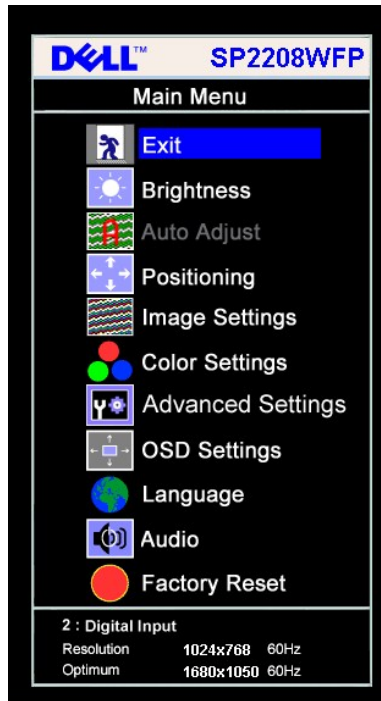 DELL™ SP2208WFP
Main Menu
Exit
Brightness
Auto Adjust
Positioning
Image Settings
Color Settings
Advanced Settings
OSD Settings
Language
Audio
Factory Reset
2 : Digital Input
Resolution 1024x768 60Hz
Optimum 1680x1050 60Hz